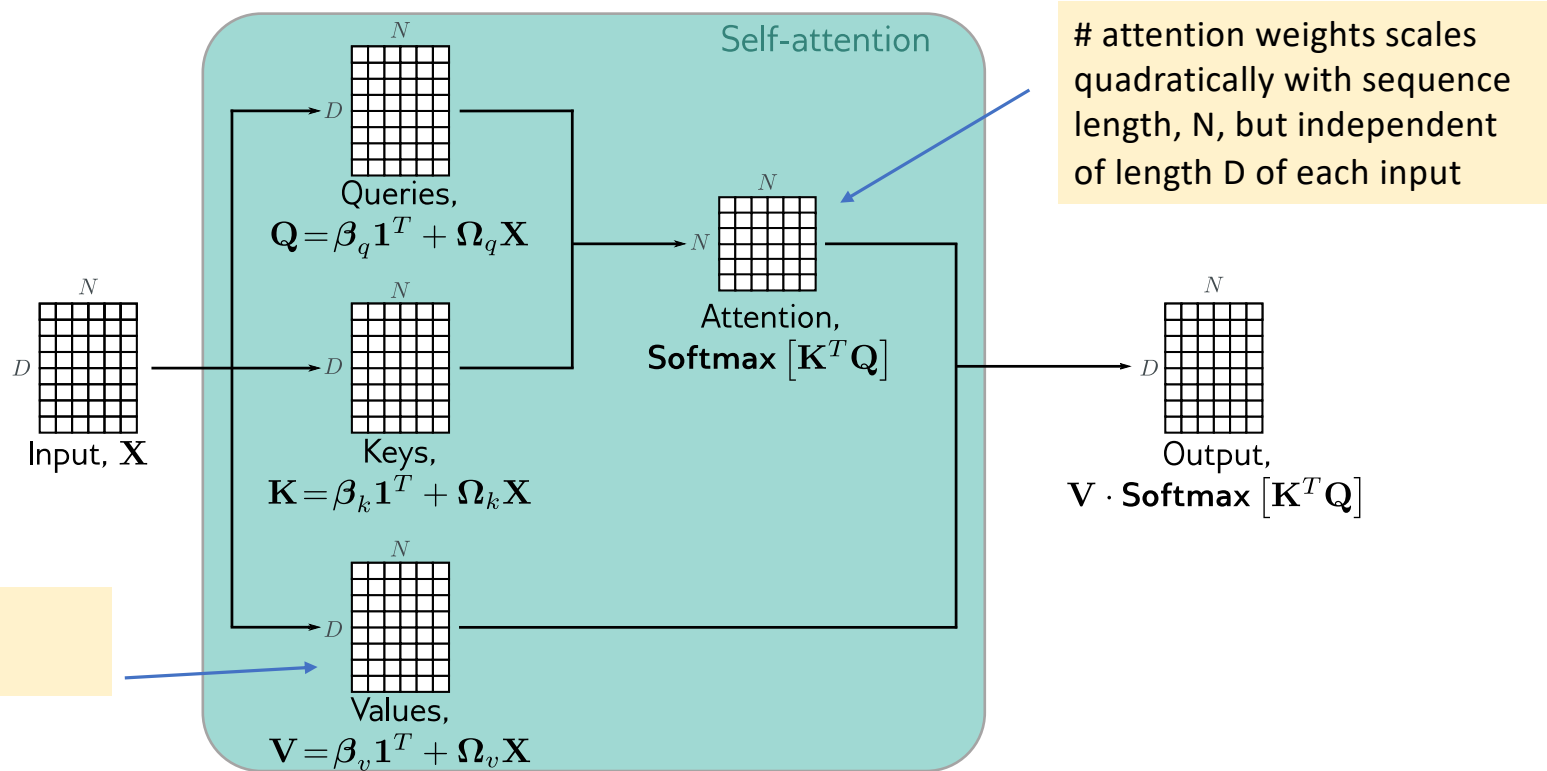 Self-attention
# attention weights scales
quadratically with sequence
length, N, but independent
of length D of each input
N
D
Queries,
Q=β_q 1^T + Ω_q X
N
D
Input, X
N
D
Keys,
K=β_k 1^T + Ω_k X
N
N
Attention,
Softmax [K^T Q]
N
D
Values,
V=β_v 1^T + Ω_v X
N
D
Output,
V · Softmax [K^T Q]